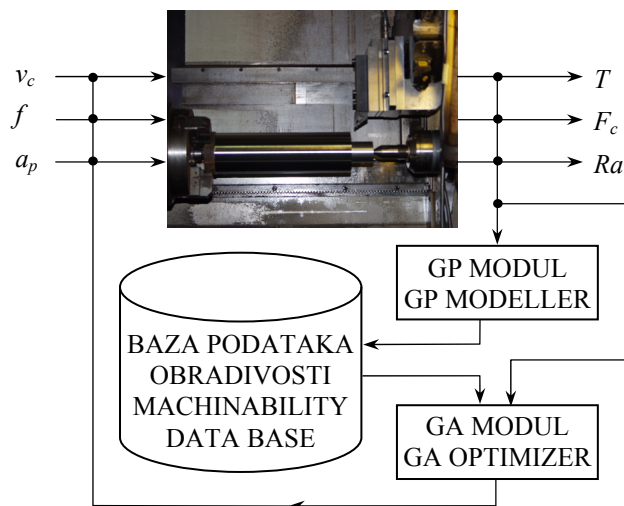 v_c
f
a_p
T
F_c
Ra
GP MODUL
GP MODELLER
BAZA PODATAKA
OBRADIVOSTI
MACHINABILITY
DATA BASE
GA MODUL
GA OPTIMIZER